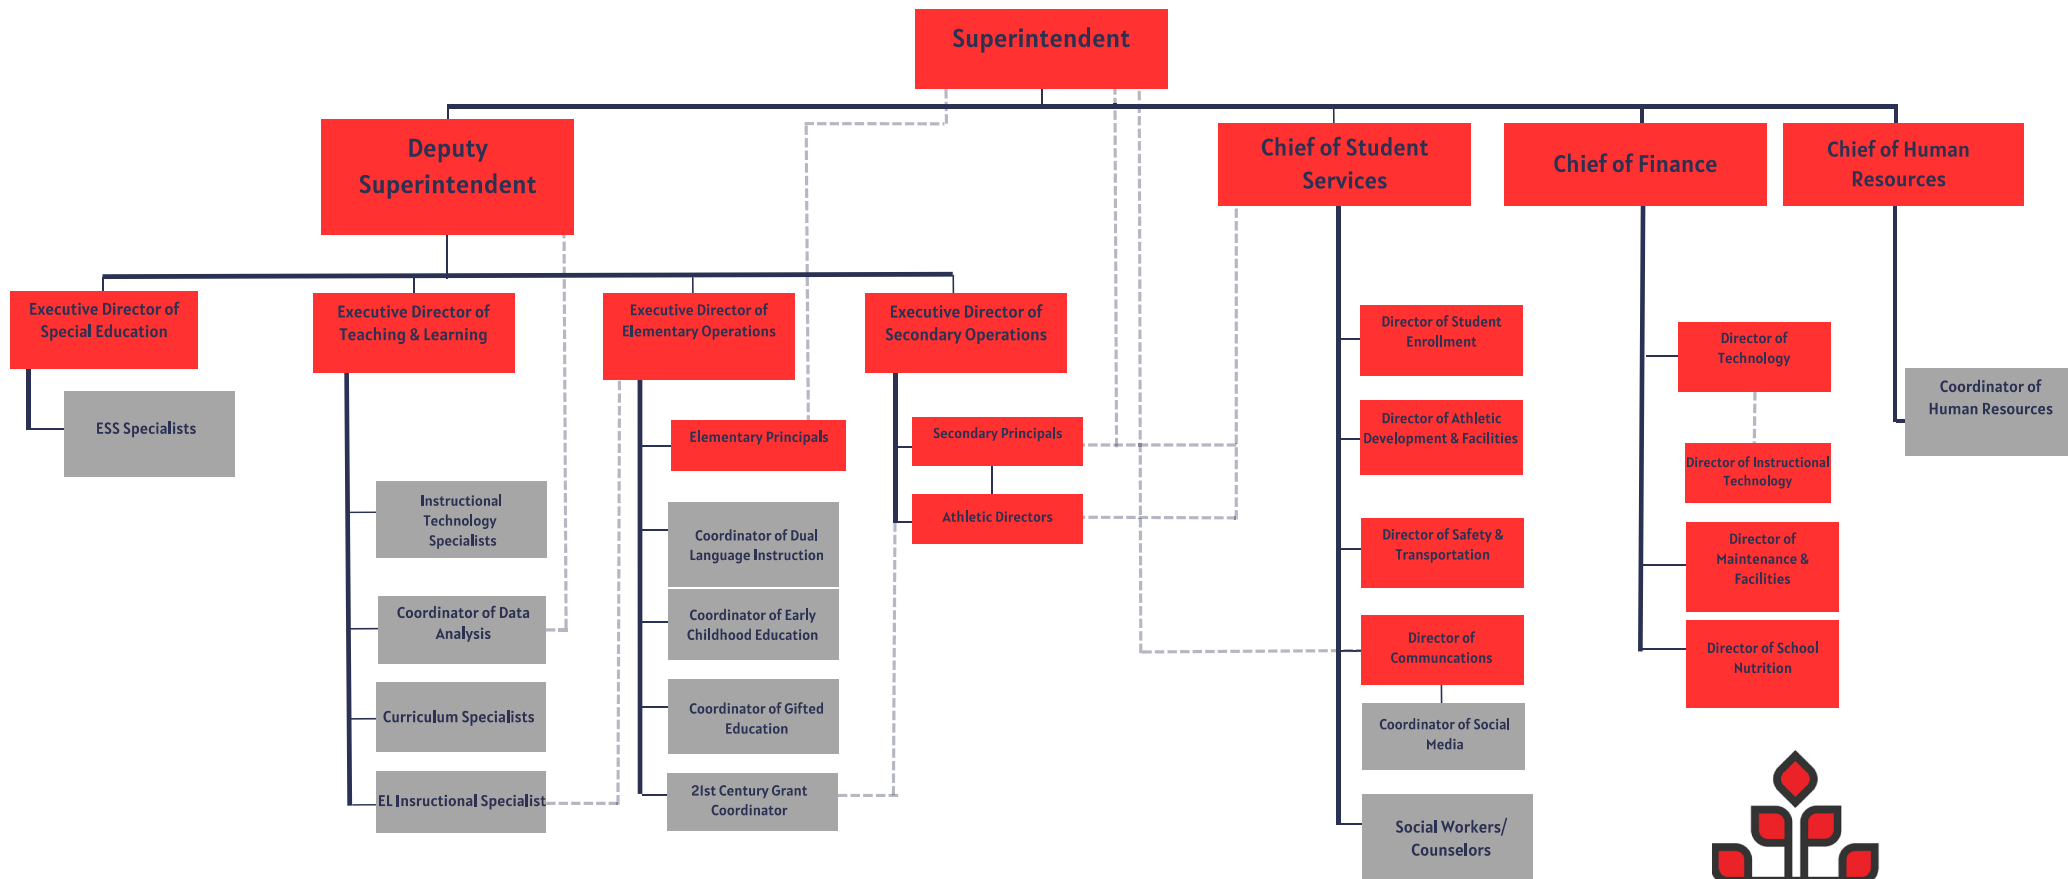 Superintendent
Deputy
Superintendent
Chief of Student
Services
Chief of Finance
Chief of Human
Resources
Executive Director of
Special Education
Executive Director of
Teaching & Learning
Executive Director of
Elementary Operations
Executive Director of
Secondary Operations
ESS Specialists
Instructional
Technology
Specialists
Coordinator of Data
Analysis
Curriculum Specialists
EL Insructional Specialist
Elementary Principals
Coordinator of Dual
Language Instruction
Coordinator of Early
Childhood Education
Coordinator of Gifted
Education
21st Century Grant
Coordinator
Secondary Principals
Athletic Directors
Director of Student
Enrollment
Director of Athletic
Development & Facilities
Director of Safety &
Transportation
Director of
Communcations
Coordinator of Social
Media
Social Workers/
Counselors
Director of
Technology
Director of Instructional
Technology
Director of
Maintenance &
Facilities
Director of School
Nutrition
Coordinator of
Human Resources